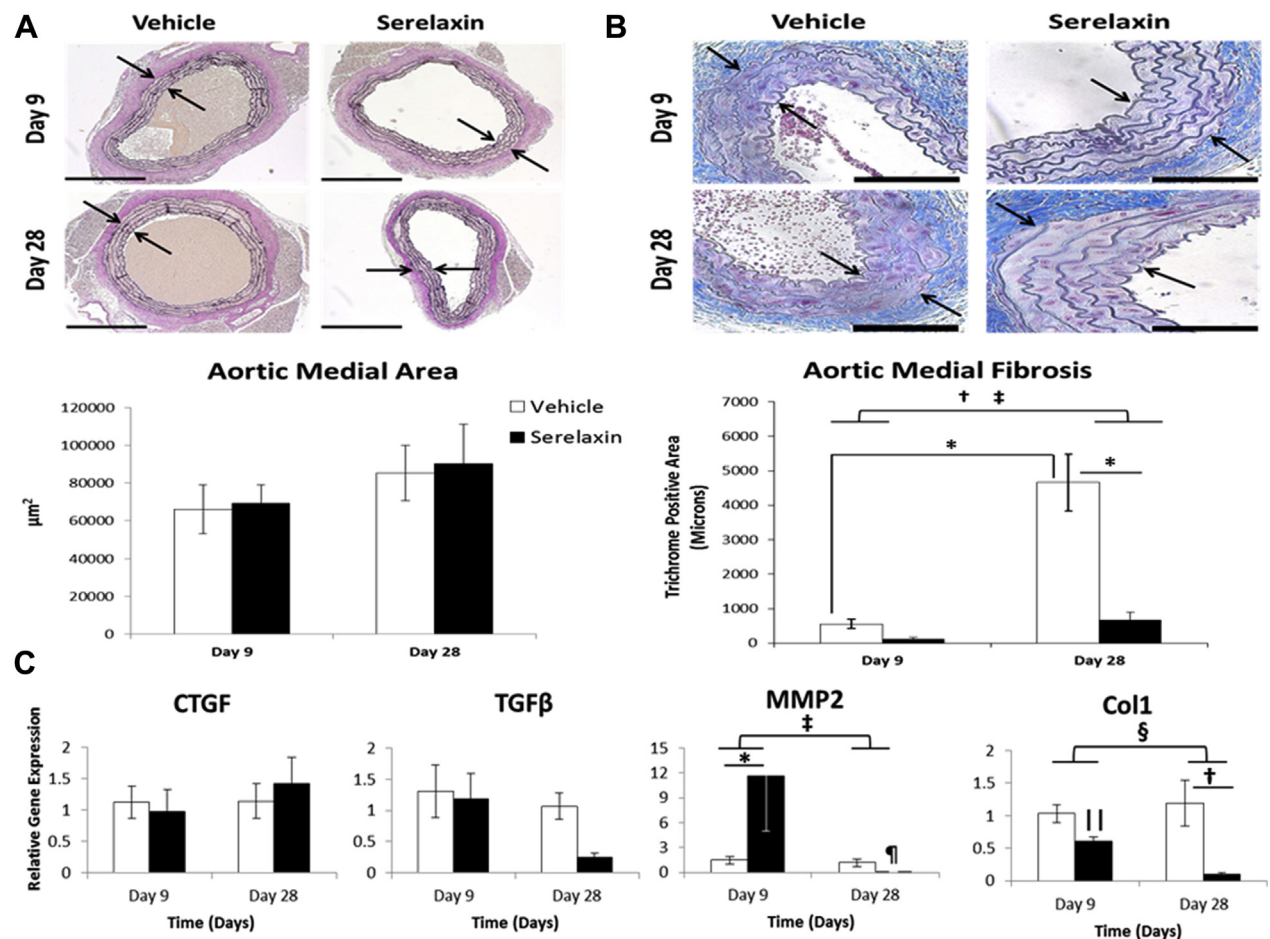 A
Vehicle
Serelaxin
Day 9
Day 28
Aortic Medial Area
120000
100000
80000
60000
40000
20000
0
µm²
Vehicle
Serelaxin
Day 9
Day 28
B
Vehicle
Serelaxin
Day 9
Day 28
Aortic Medial Fibrosis
7000
6000
5000
4000
3000
2000
1000
0
Trichrome Positive Area
(Microns)
† ‡
*
*
Day 9
Day 28
C
Relative Gene Expression
CTGF
2
1.5
1
0.5
0
Day 9
Day 28
Time (Days)
TGFβ
2
1.5
1
0.5
0
Day 9
Day 28
Time (Days)
MMP2
‡
15
12
9
6
3
0
*
¶
Day 9
Day 28
Time (Days)
Col1
§
2
1.5
1
0.5
0
||
†
Day 9
Day 28
Time (Days)